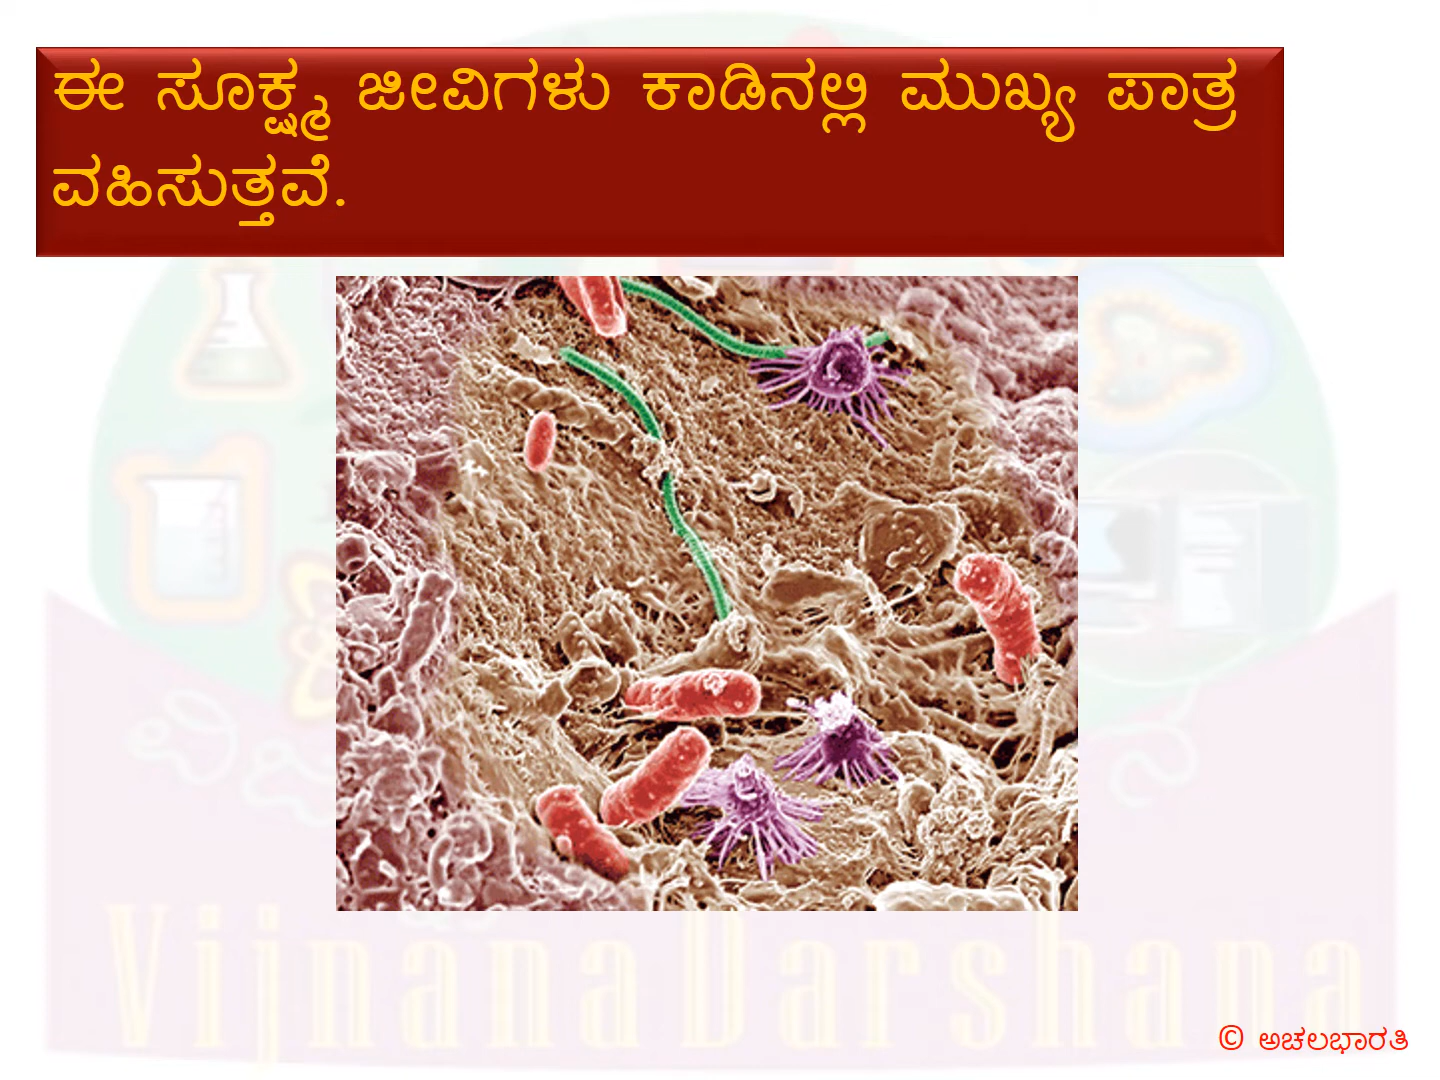 ಈ ಸೂಕ್ಷ್ಮ ಜೀವಿಗಳು ಕಾಡಿನಲ್ಲಿ ಮುಖ್ಯ ಪಾತ್ರ
ವಹಿಸುತ್ತವೆ.
Vijnana Darshana
© ಅಚಲಭಾರತಿ